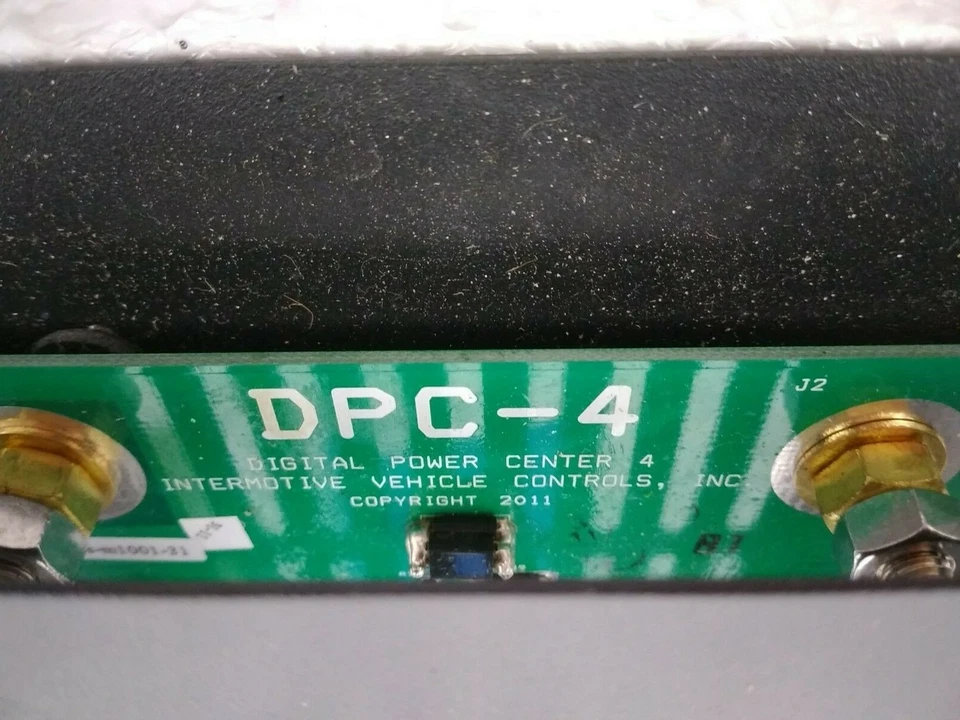 DPC-4
J2
DIGITAL POWER CENTER 4
INTERMOTIVE VEHICLE CONTROLS, INC.
COPYRIGHT 2011